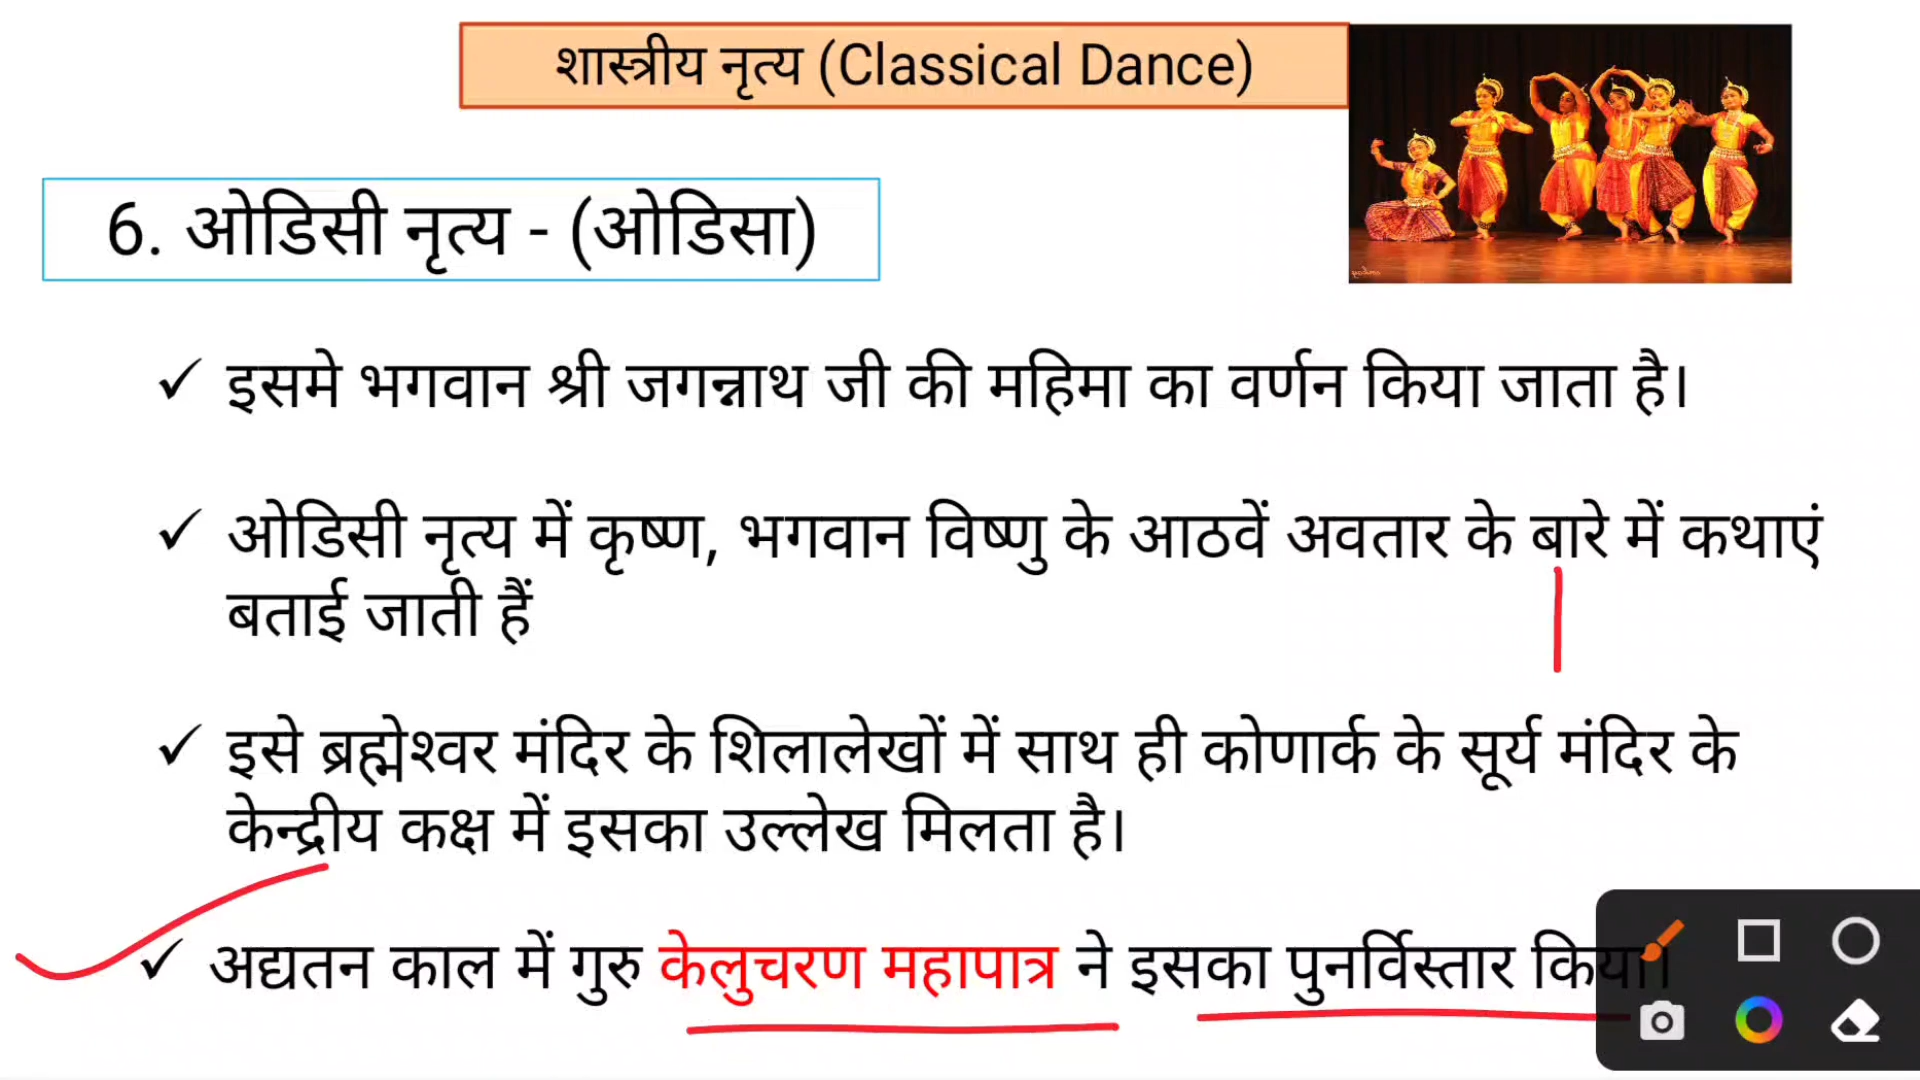 शास्त्रीय नृत्य (Classical Dance)
6. ओडिसी नृत्य - (ओडिसा)
✓ इसमे भगवान श्री जगन्नाथ जी की महिमा का वर्णन किया जाता है।
✓ ओडिसी नृत्य में कृष्ण, भगवान विष्णु के आठवें अवतार के बारे में कथाएं
बताई जाती हैं
✓ इसे ब्रह्मेश्वर मंदिर के शिलालेखों में साथ ही कोणार्क के सूर्य मंदिर के
केन्द्रीय कक्ष में इसका उल्लेख मिलता है।
✓ अद्यतन काल में गुरु केलुचरण महापात्र ने इसका पुनर्विस्तार किया।